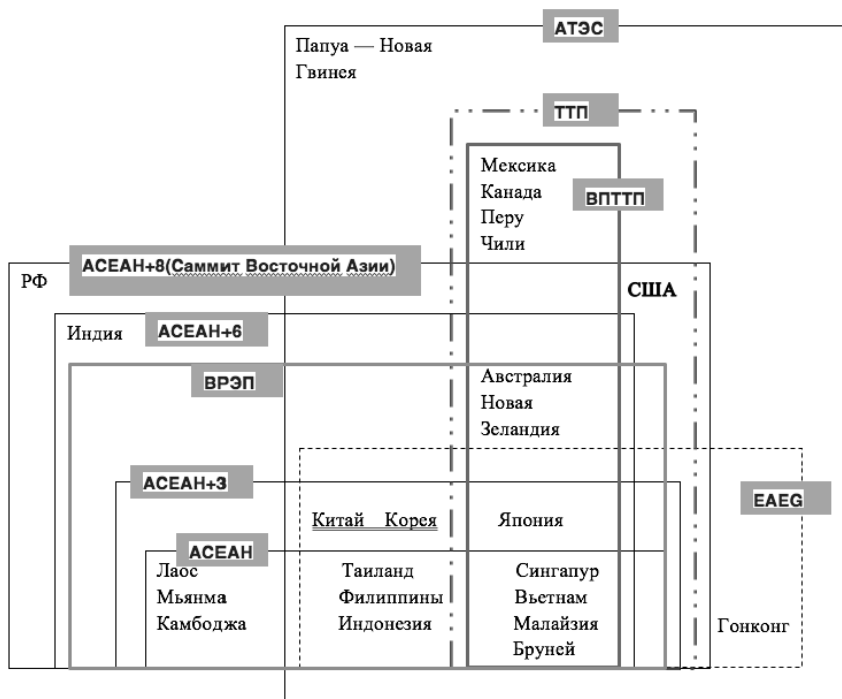 АТЭС
Папуа — Новая
Гвинея
ТТП
Мексика
Канада
Перу
Чили
ВПТТП
АСЕАН+8(Саммит Восточной Азии)
РФ
США
Индия
АСЕАН+6
ВРЭП
Австралия
Новая
Зеландия
АСЕАН+3
EAEG
Китай Корея
Япония
АСЕАН
Лаос
Мьянма
Камбоджа
Таиланд
Филиппины
Индонезия
Сингапур
Вьетнам
Малайзия
Бруней
Гонконг